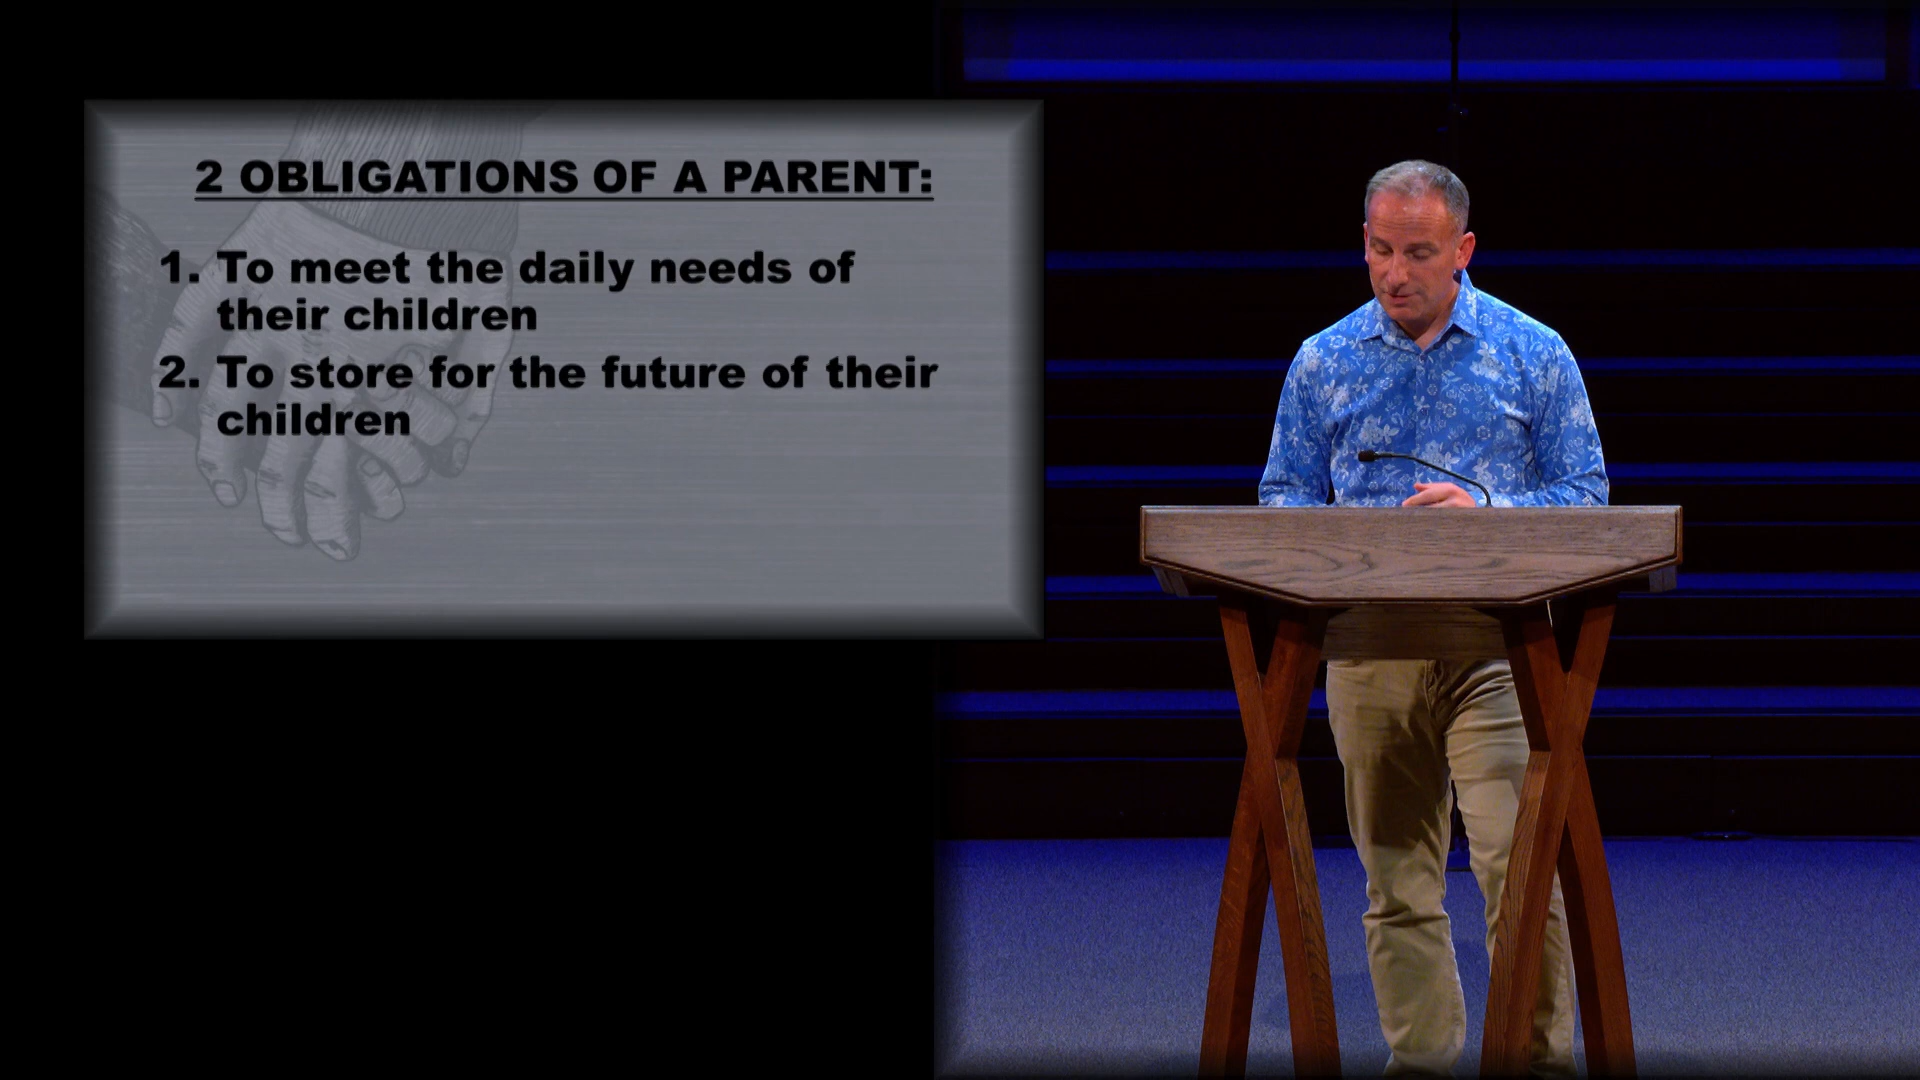 2 OBLIGATIONS OF A PARENT:
1. To meet the daily needs of
their children
2. To store for the future of their
children